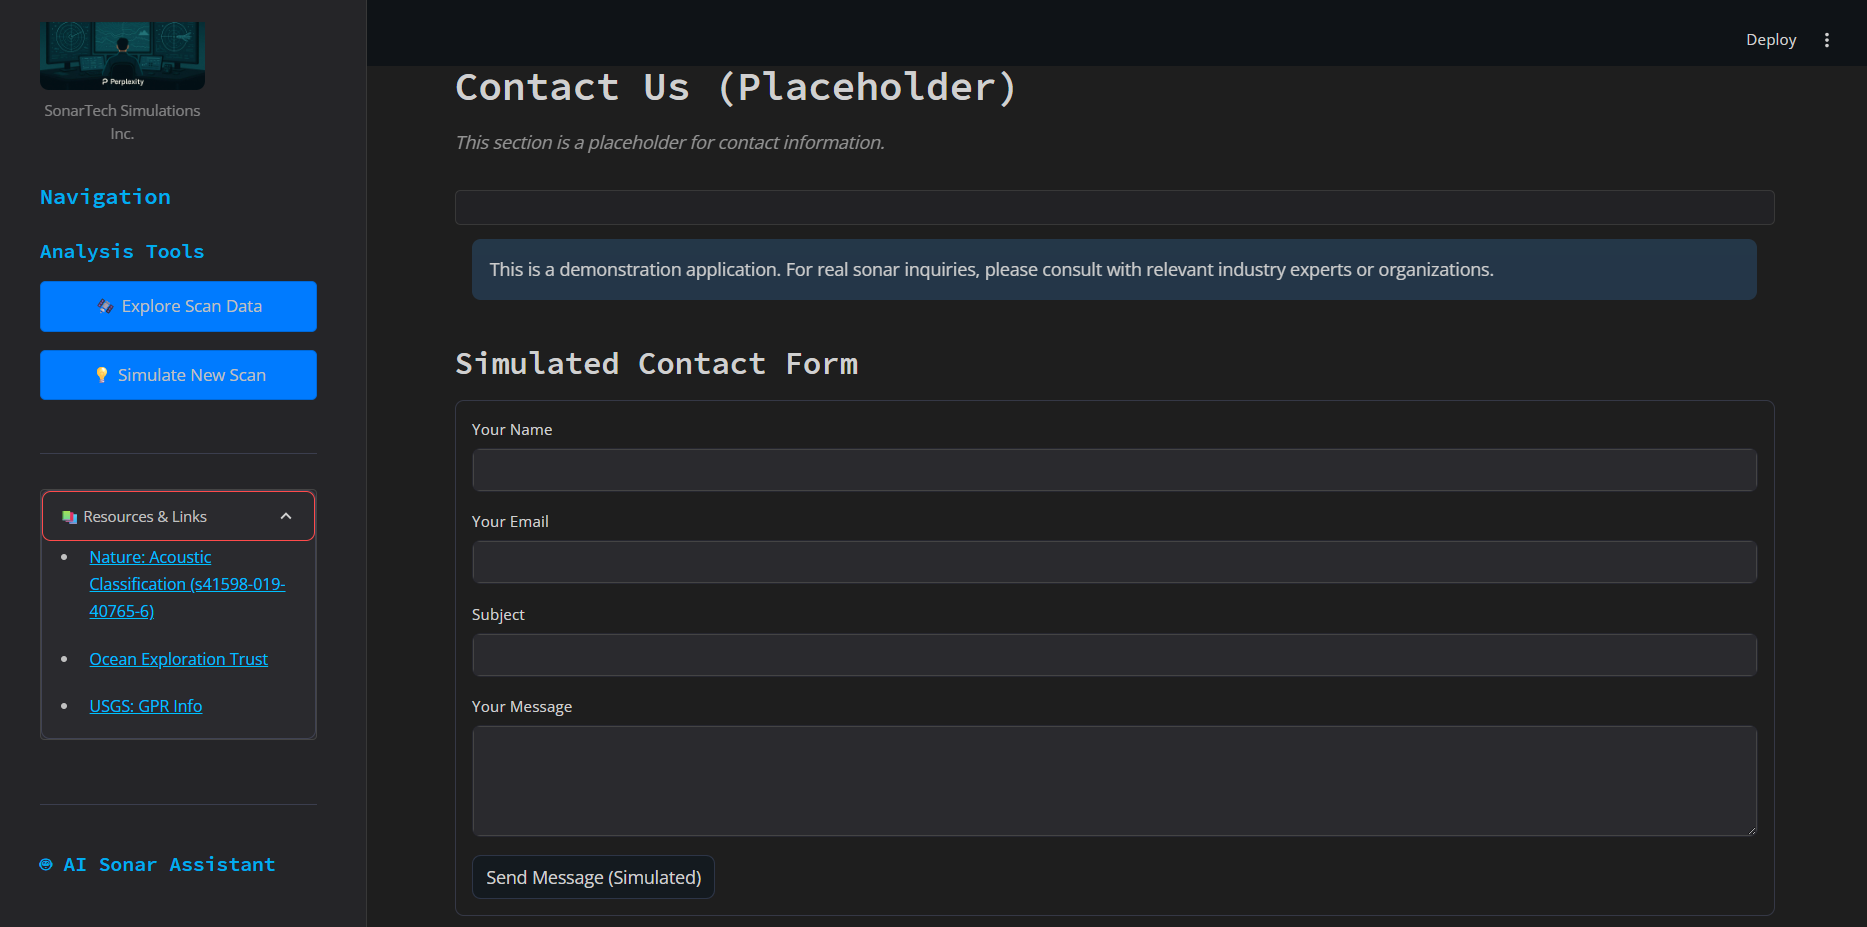 Perplexity
SonarTech Simulations
Inc.
Navigation
Analysis Tools
Explore Scan Data
Simulate New Scan
Resources & Links
Nature: Acoustic
Classification (s41598-019-
40765-6)
Ocean Exploration Trust
USGS: GPR Info
AI Sonar Assistant
Deploy
Contact Us (Placeholder)
This section is a placeholder for contact information.
This is a demonstration application. For real sonar inquiries, please consult with relevant industry experts or organizations.
Simulated Contact Form
Your Name
Your Email
Subject
Your Message
Send Message (Simulated)